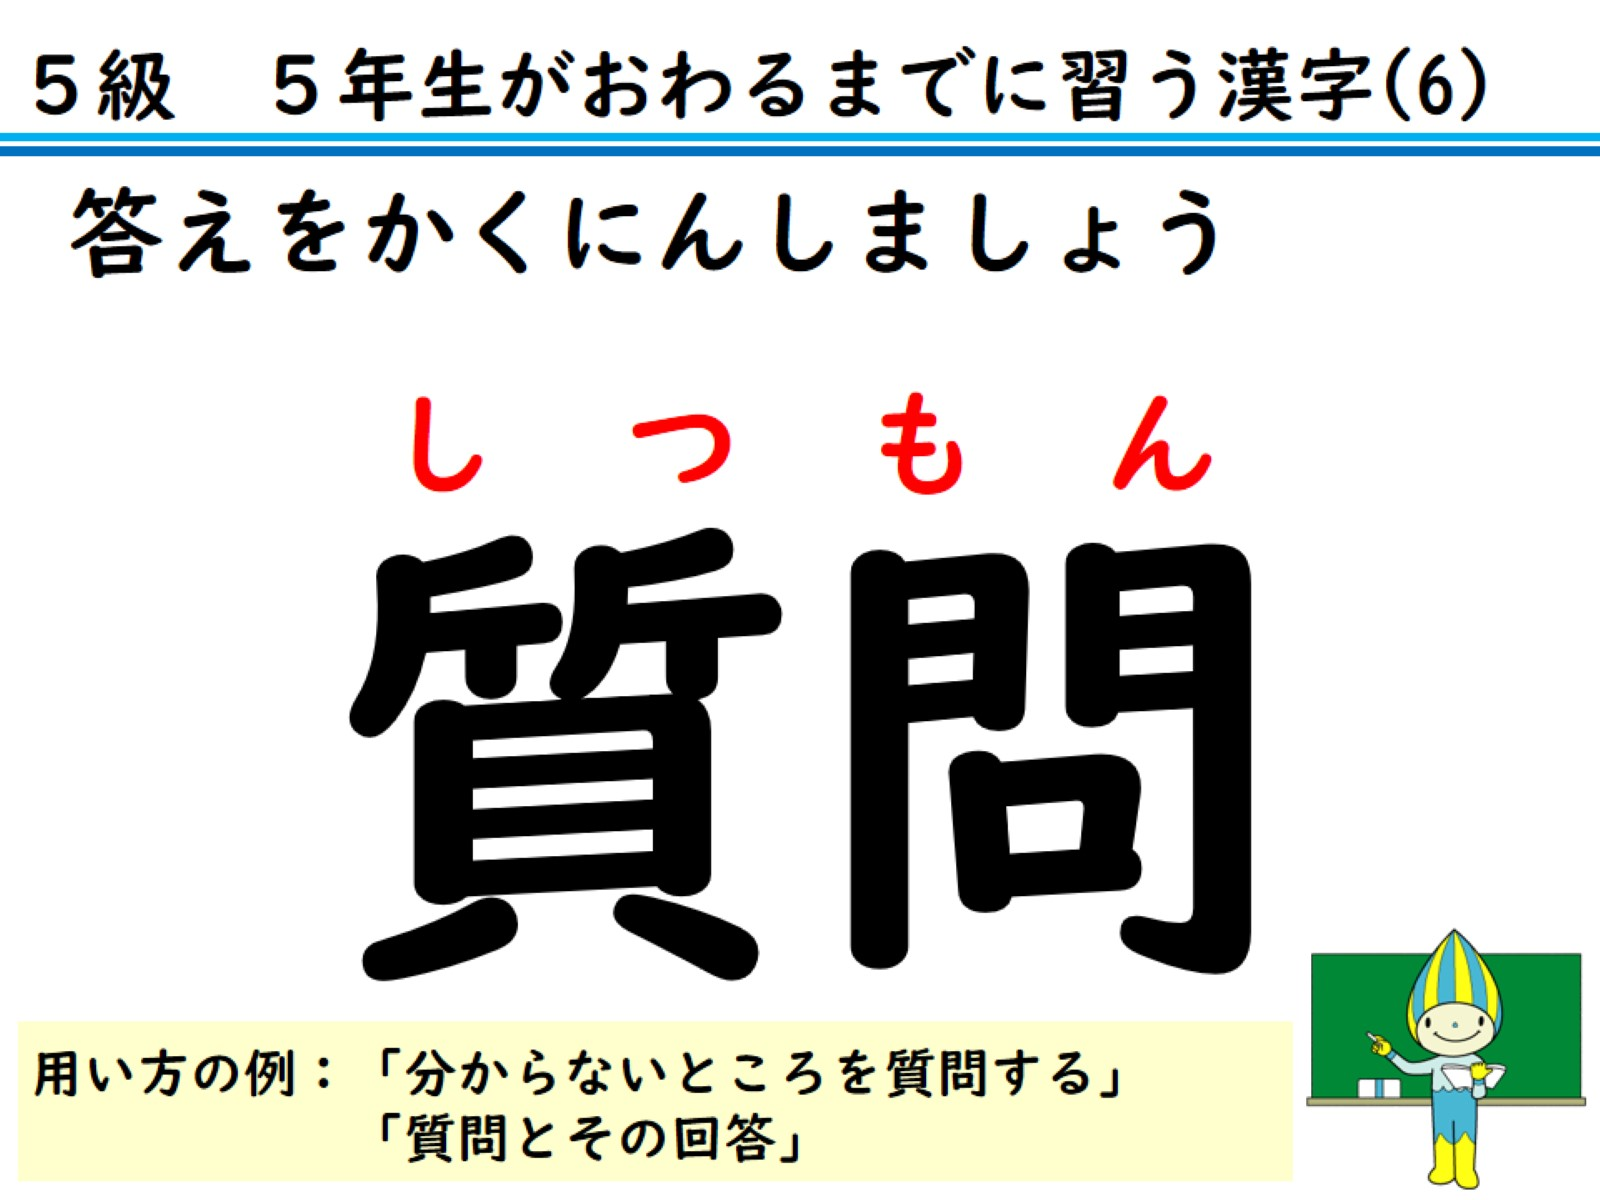 ５級　５年生がおわるまでに習う漢字(6)
答えをかくにんしましょう
しつもん
質問
用い方の例：「分からないところを質問する」
「質問とその回答」